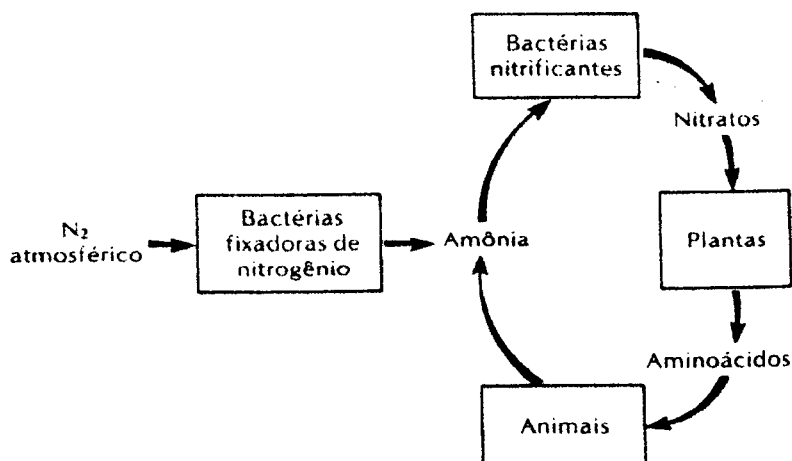 Bactérias
nitrificantes
Nitratos
N₂
atmosférico
Bactérias
fixadoras de
nitrogênio
Amônia
Plantas
Aminoácidos
Animais